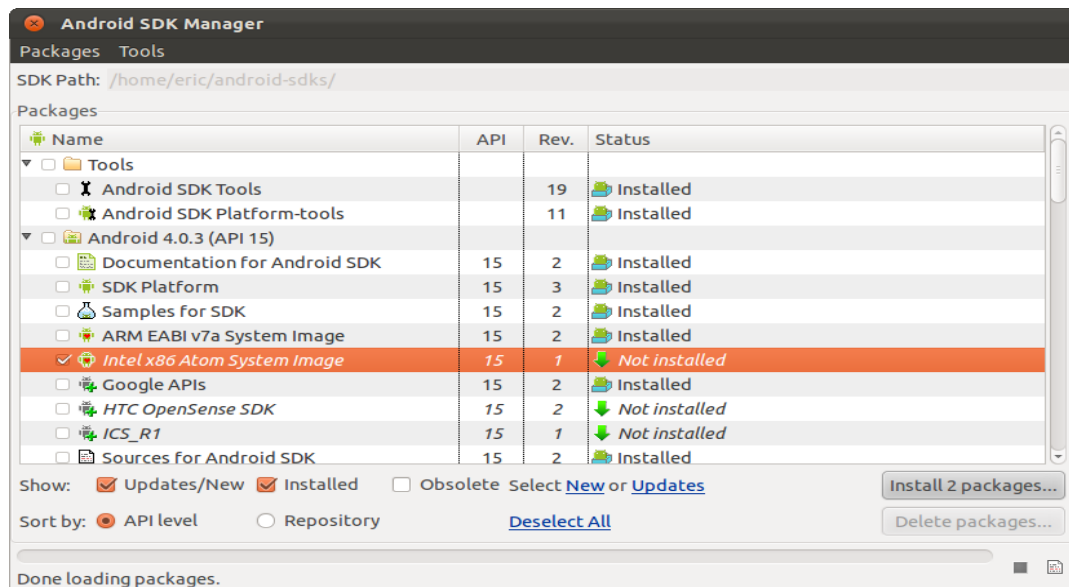 Android SDK Manager
Packages Tools
SDK Path: /home/eric/android-sdks/
Packages
Name API Rev. Status
Tools
Android SDK Tools 19 Installed
Android SDK Platform-tools 11 Installed
Android 4.0.3 (API 15)
Documentation for Android SDK 15 2 Installed
SDK Platform 15 3 Installed
Samples for SDK 15 2 Installed
ARM EABI v7a System Image 15 2 Installed
Intel x86 Atom System Image 15 1 Not installed
Google APIs 15 2 Installed
HTC OpenSense SDK 15 2 Not installed
ICS_R1 15 1 Not installed
Sources for Android SDK 15 2 Installed
Show: Updates/New Installed Obsolete Select New or Updates Install 2 packages...
Sort by: API level Repository Deselect All Delete packages...
Done loading packages.